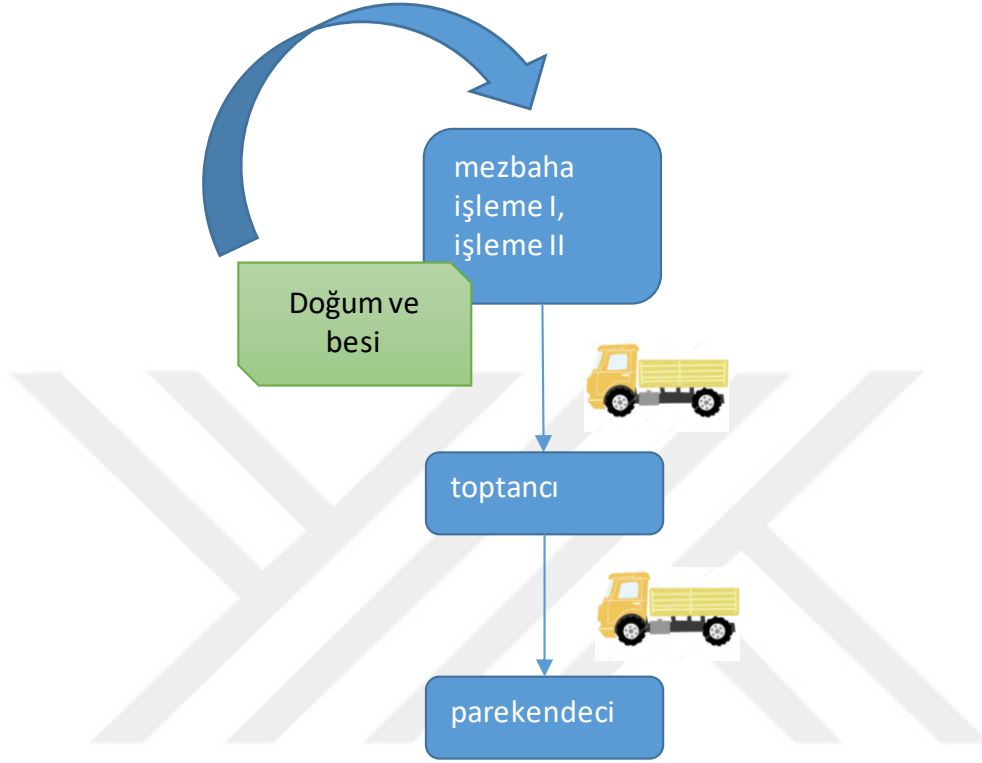 mezbaha
işleme I,
işleme II
Doğum ve
besi
toptancı
parekendeci